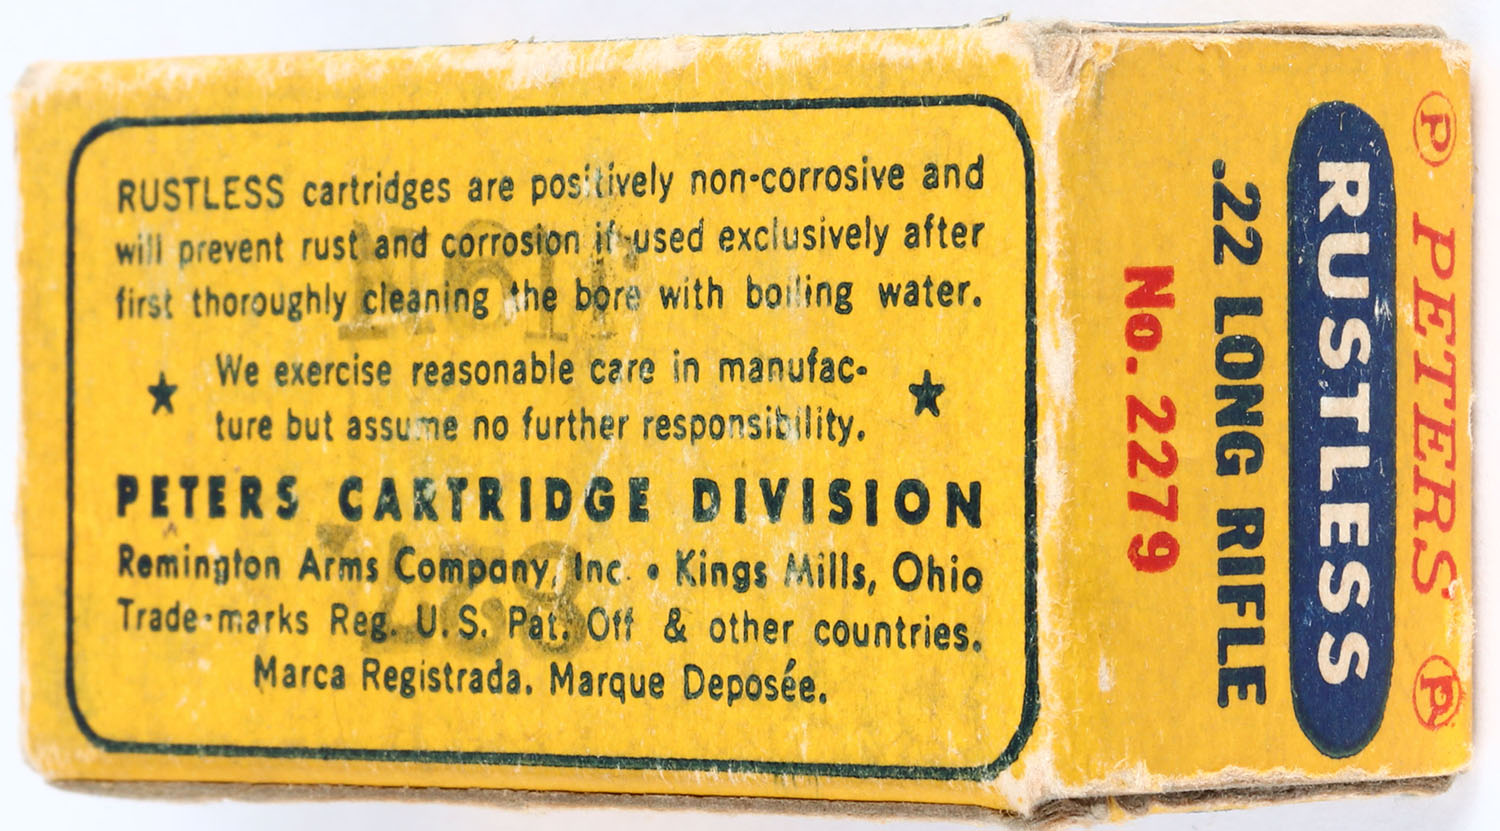 RUSTLESS cartridges are positively non-corrosive and
will prevent rust and corrosion if used exclusively after
first thoroughly cleaning the bore with boiling water.
We exercise reasonable care in manufac-
ture but assume no further responsibility.
PETERS CARTRIDGE DIVISION
Remington Arms Company, Inc. • Kings Mills, Ohio
Trade-marks Reg. U.S. Pat. Off & other countries.
Marca Registrada. Marque Deposée.
P PETERS P
RUSTLESS
.22 LONG RIFLE
No. 2279